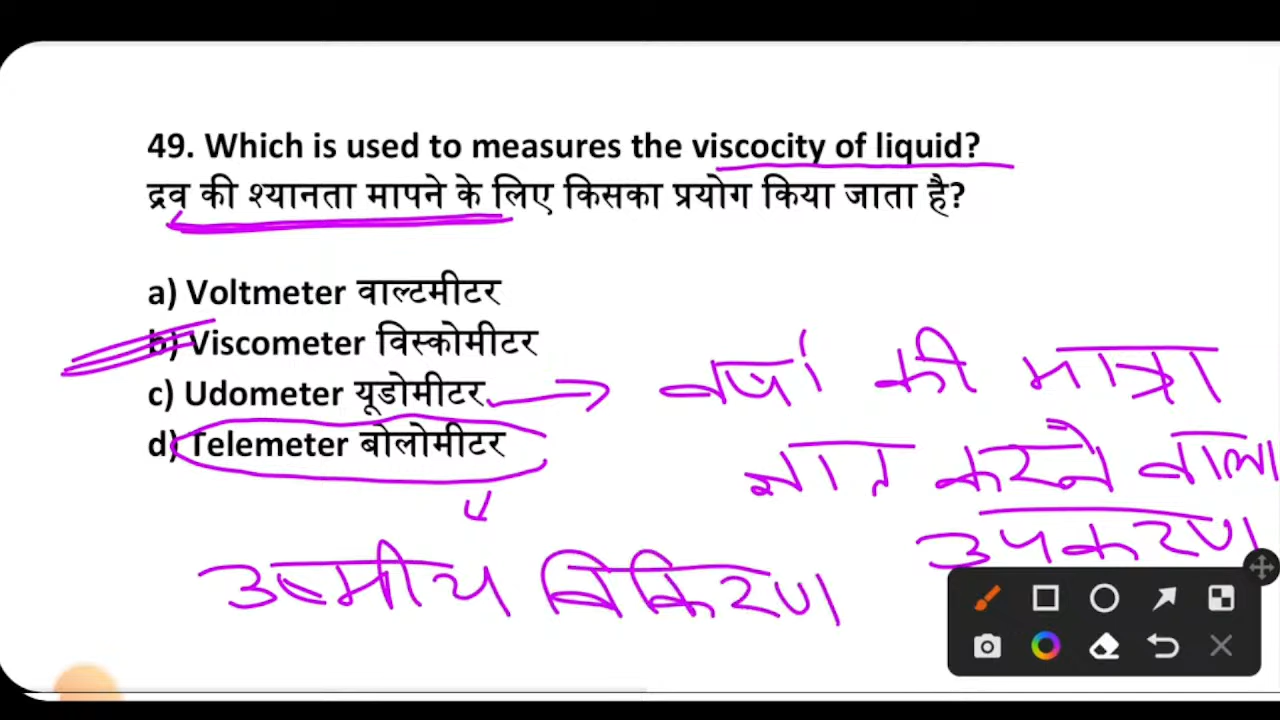 49. Which is used to measures the viscocity of liquid?
द्रव की श्यानता मापने के लिए किसका प्रयोग किया जाता है?
a) Voltmeter वाल्टमीटर
b) Viscometer विस्कोमीटर
c) Udometer यूडोमीटर
d) Telemeter बोलोमीटर
वर्षा की मात्रा
ज्ञात करने वाला
उपकरण
उष्मीय विकिरण